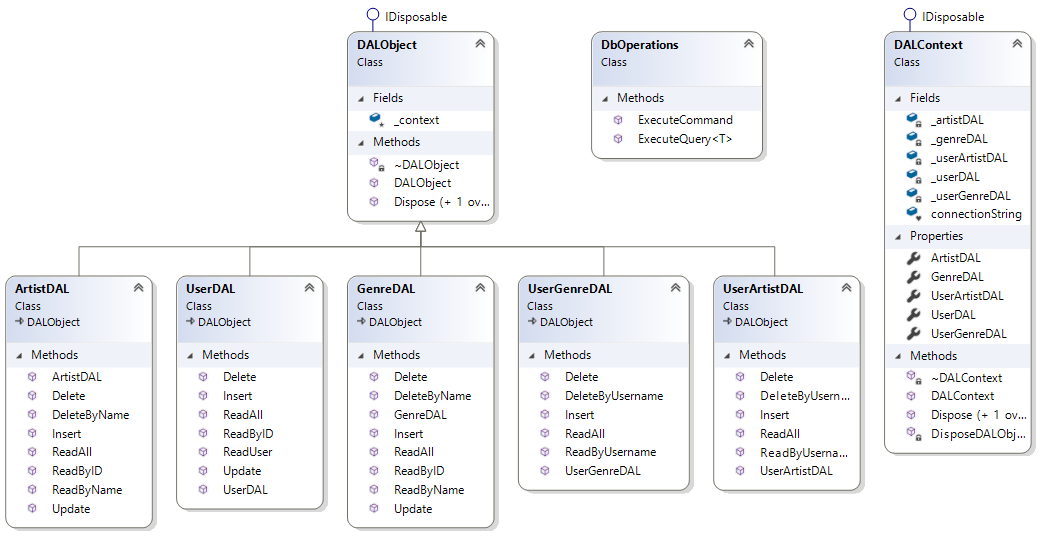 IDisposable
DALObject
Class
Fields
_context
Methods
~DALObject
DALObject
Dispose (+ 1 ov...
DbOperations
Class
Methods
ExecuteCommand
ExecuteQuery<T>
IDisposable
DALContext
Class
Fields
_artistDAL
_genreDAL
_userArtistDAL
_userDAL
_userGenreDAL
connectionString
Properties
ArtistDAL
GenreDAL
UserArtistDAL
UserDAL
UserGenreDAL
Methods
~DALContext
DALContext
Dispose (+ 1 ov...
DisposeDALObj...
ArtistDAL
Class
DALObject
Methods
ArtistDAL
Delete
DeleteByName
Insert
ReadAll
ReadByID
ReadByName
Update
UserDAL
Class
DALObject
Methods
Delete
Insert
ReadAll
ReadByID
ReadUser
Update
UserDAL
GenreDAL
Class
DALObject
Methods
Delete
DeleteByName
GenreDAL
Insert
ReadAll
ReadByID
ReadByName
Update
UserGenreDAL
Class
DALObject
Methods
Delete
DeleteByUsername
Insert
ReadAll
ReadByUsername
UserGenreDAL
UserArtistDAL
Class
DALObject
Methods
Delete
DeleteByUsern...
Insert
ReadAll
ReadByUserna...
UserArtistDAL